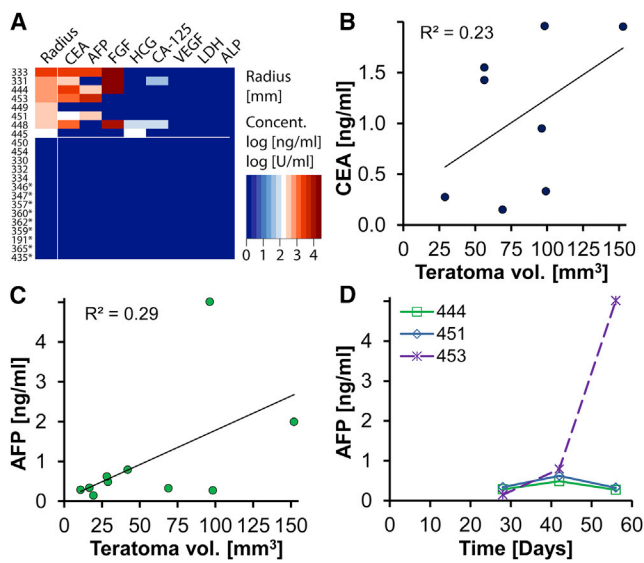 A
Radius CEA AFP FGF HCG CA-125 VEGF LDH ALP
333
331
444
453
449
451
448
445
450
454
330
332
334
346*
347*
357*
360*
362*
359*
191*
365*
435*
Radius
[mm]
Concent.
log [ng/ml]
log [U/ml]
0 1 2 3 4
B
R² = 0.23
CEA [ng/ml]
2.0
1.5
1.0
0.5
0.0
0 25 50 75 100 125 150
Teratoma vol. [mm³]
C
R² = 0.29
AFP [ng/ml]
5
4
3
2
1
0
0 25 50 75 100 125 150
Teratoma vol. [mm³]
D
444
451
453
AFP [ng/ml]
5
4
3
2
1
0
0 10 20 30 40 50 60
Time [Days]